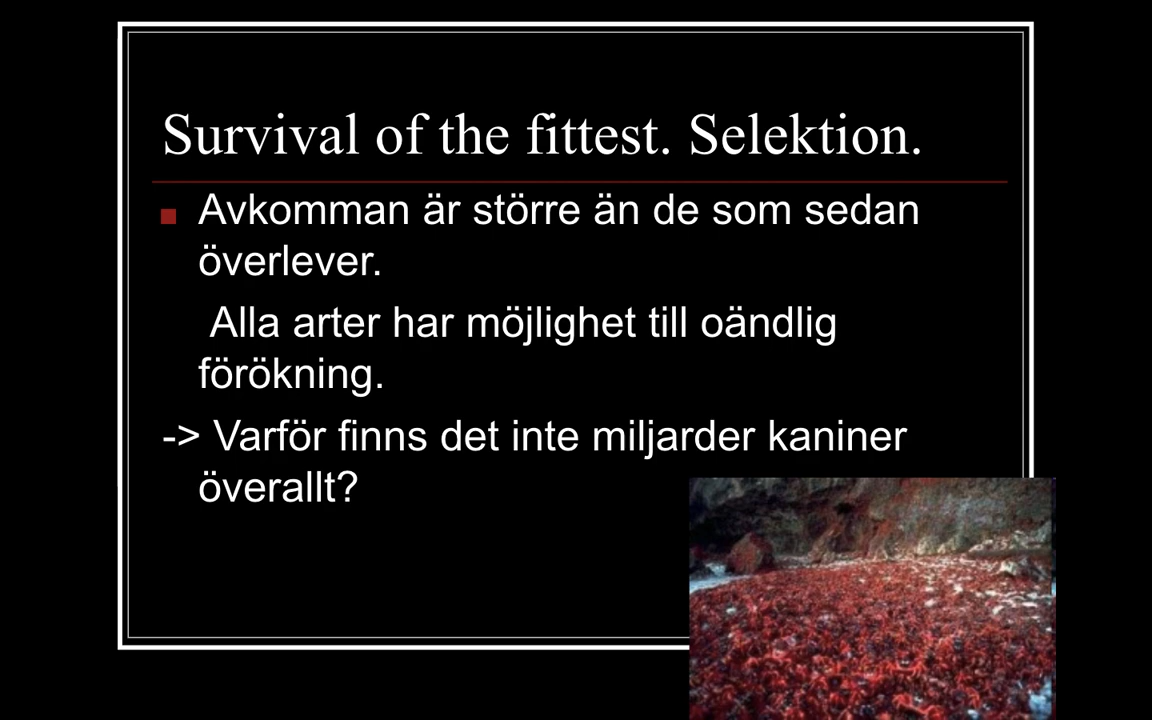 Survival of the fittest. Selektion.
Avkomman är större än de som sedan
överlever.
Alla arter har möjlighet till oändlig
förökning.
-> Varför finns det inte miljarder kaniner
överallt?